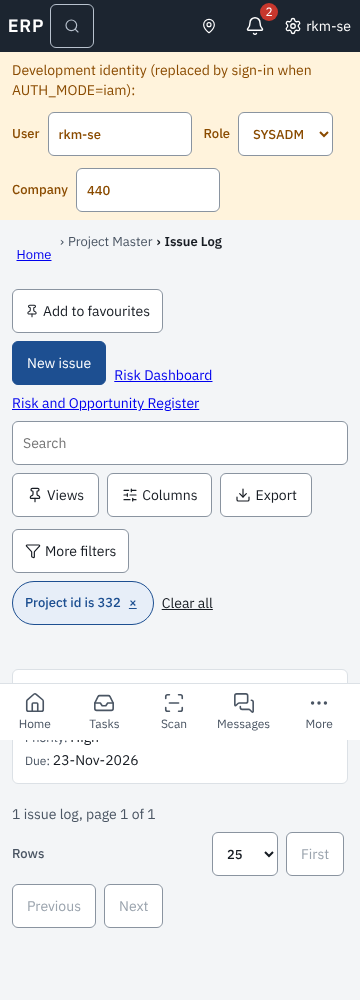 ERP
2
rkm-se
Development identity (replaced by sign-in when
AUTH_MODE=iam):
User rkm-se Role SYSADM
Company 440
Home › Project Master › Issue Log
Add to favourites
New issue Risk Dashboard
Risk and Opportunity Register
Search
Views Columns Export
More filters
Project id is 332 × Clear all
Home Tasks Scan Messages More
Due: 23-Nov-2026
1 issue log, page 1 of 1
Rows 25 First
Previous Next